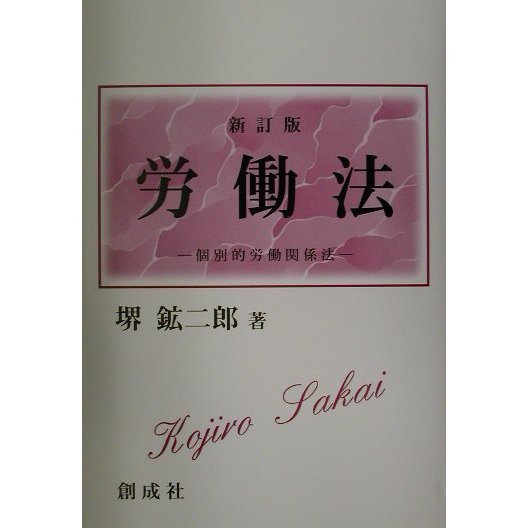 新訂版
労働法
―個別的労働関係法―
堺 鉱二郎 著
Kojiro Sakai
創成社